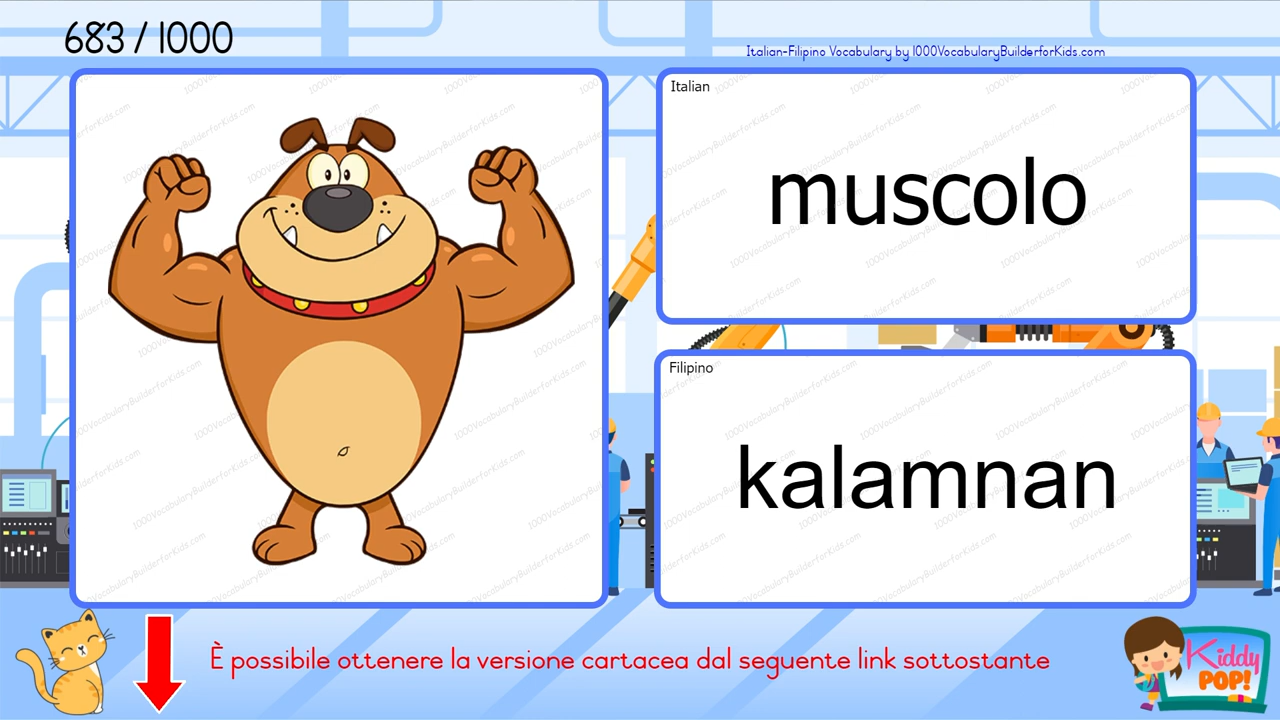 683 / 1000
Italian-Filipino Vocabulary by 1000VocabularyBuilderforKids.com
Italian
muscolo
Filipino
kalamnan
È possibile ottenere la versione cartacea dal seguente link sottostante
Kiddy
POP!